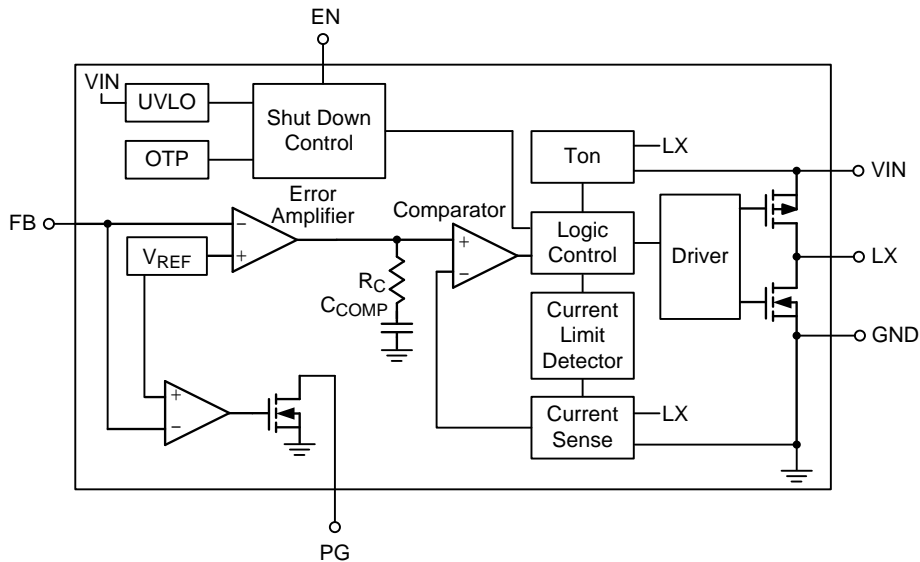 EN
VIN
UVLO
OTP
Shut Down
Control
Ton
LX
VIN
Error
Amplifier
Comparator
FB
−
+
VREF
+
−
Logic
Control
Driver
LX
RC
CCOMP
Current
Limit
Detector
GND
+
−
Current
Sense
LX
PG